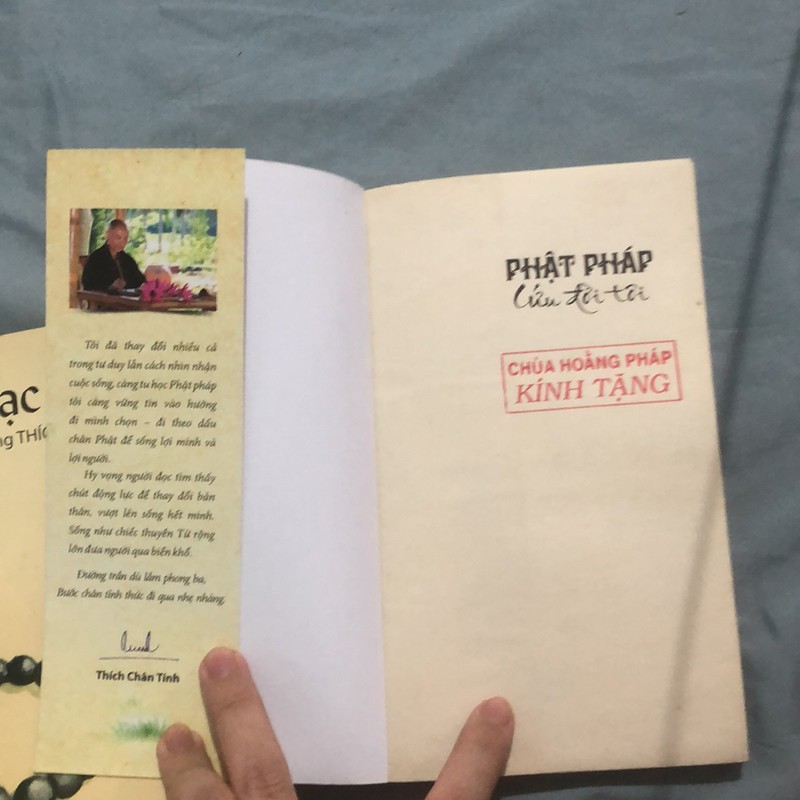 ạc
ng THÍC
Tôi đã thay đổi nhiều cả
trong tư duy lẫn cách nhìn nhận
cuộc sống, càng tu học Phật pháp
tôi càng vững tin vào hướng
đi mình chọn – đi theo dấu
chân Phật để sống lợi mình và
lợi người.
Hy vọng người đọc tìm thấy
chút động lực để thay đổi bản
thân, vượt lên sống hết mình.
Sống như chiếc thuyền Từ rộng
lớn đưa người qua biển khổ.
Đường trần dù lắm phong ba,
Bước chân tỉnh thức đi qua nhẹ nhàng.
Thích Chân Tính
PHẬT PHÁP
Cứu đời tôi
CHÙA HOẰNG PHÁP
KÍNH TẶNG